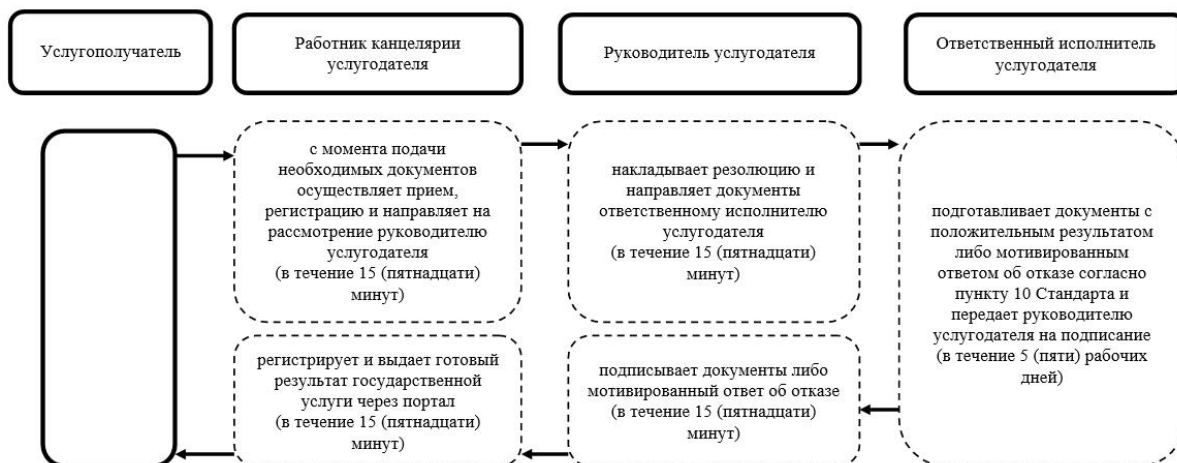 Услугополучатель
Работник канцелярии
услугодателя
Руководитель услугодателя
Ответственный исполнитель
услугодателя
с момента подачи
необходимых документов
осуществляет прием,
регистрацию и направляет на
рассмотрение руководителю
услугодателя
(в течение 15 (пятнадцати)
минут)
накладывает резолюцию и
направляет документы
ответственному исполнителю
услугодателя
(в течение 15 (пятнадцати)
минут)
подготавливает документы с
положительным результатом
либо мотивированным
ответом об отказе согласно
пункту 10 Стандарта и
передает руководителю
услугодателя на подписание
(в течение 5 (пяти) рабочих
дней)
регистрирует и выдает готовый
результат государственной
услуги через портал
(в течение 15 (пятнадцати)
минут)
подписывает документы либо
мотивированный ответ об отказе
(в течение 15 (пятнадцати)
минут)